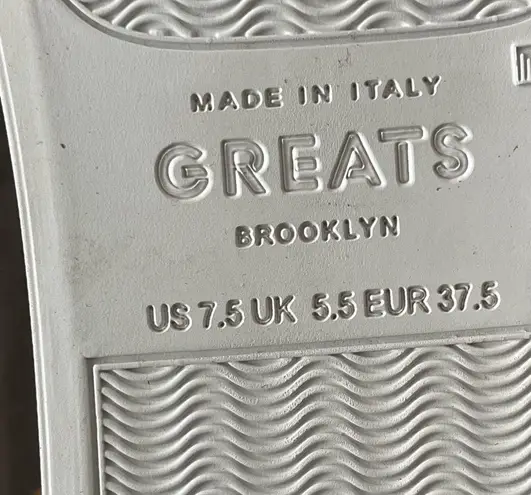 MADE IN ITALY
GREATS
BROOKLYN
US 7.5 UK 5.5 EUR 37.5